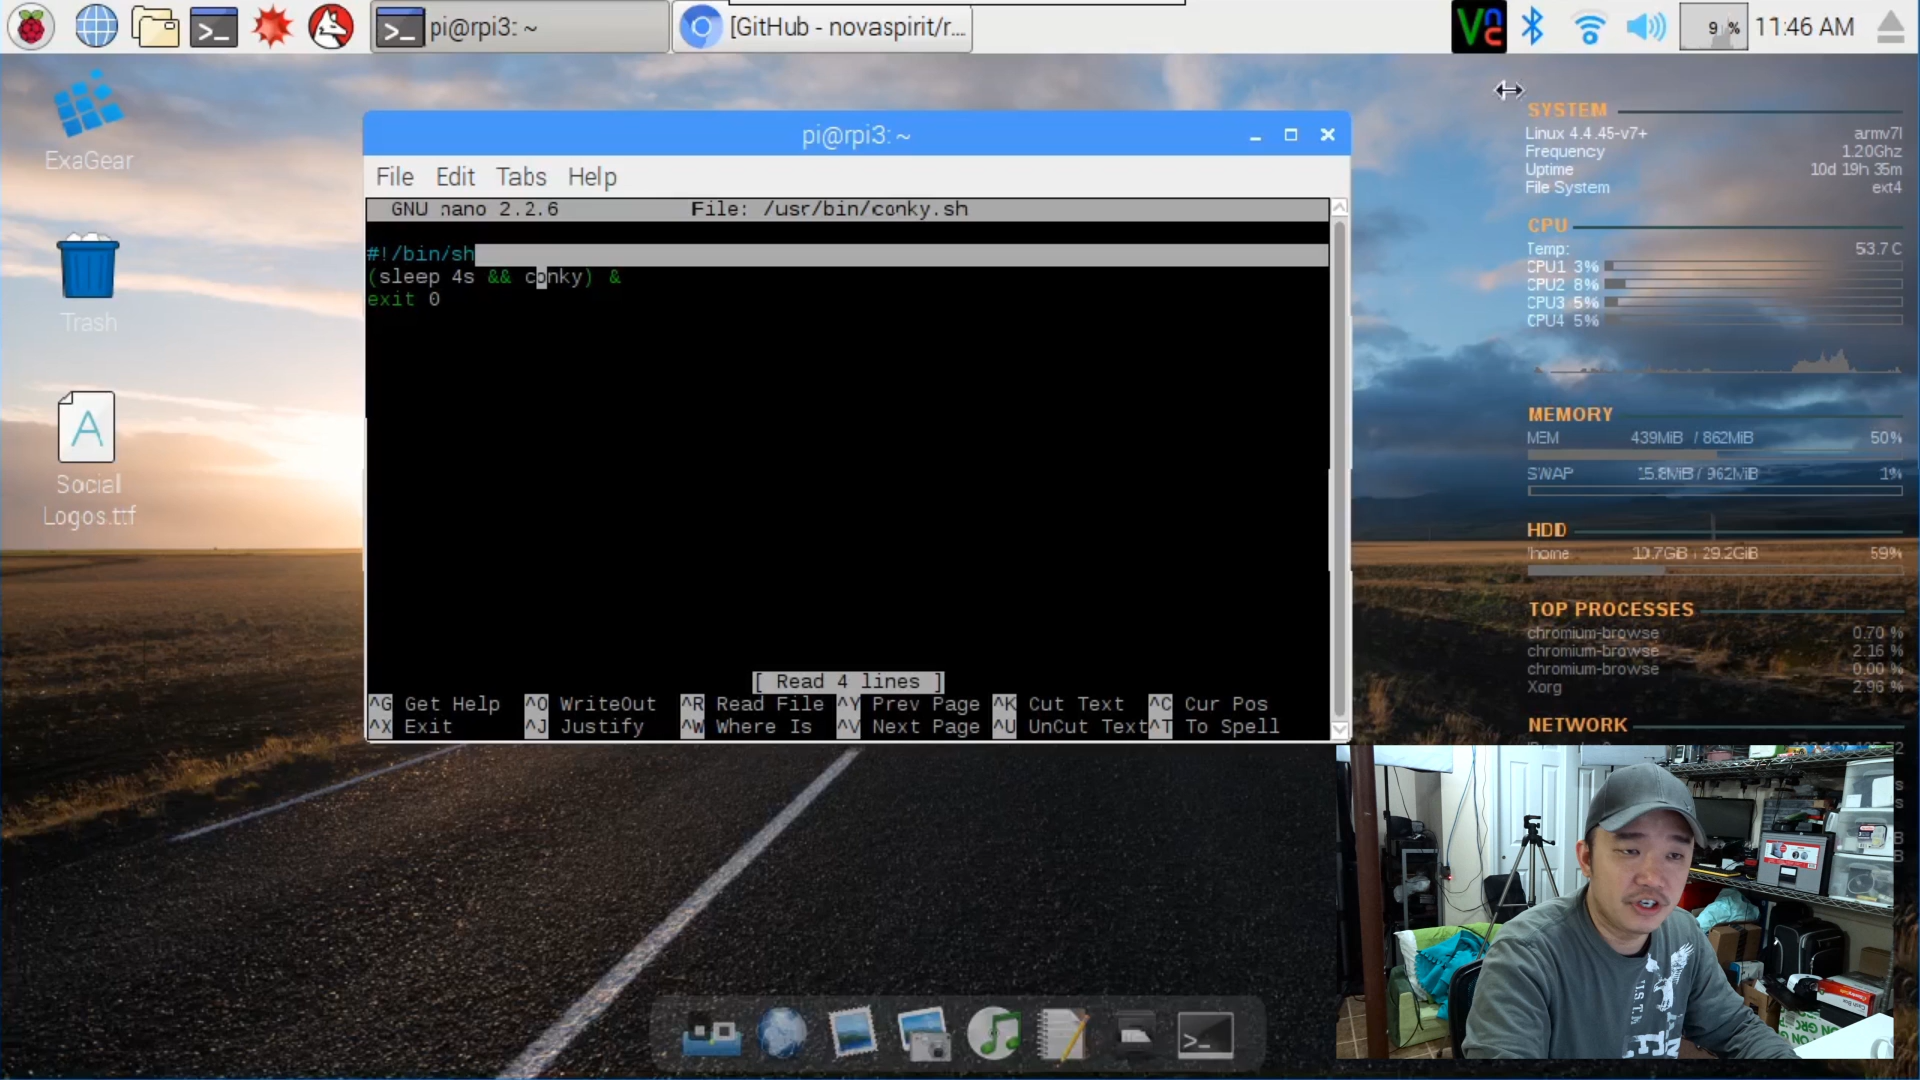 pi@rpi3: ~
[GitHub - novaspirit/r...
9 %
11:46 AM
ExaGear
Trash
A
Social
Logos.ttf
pi@rpi3: ~
File Edit Tabs Help
GNU nano 2.2.6 File: /usr/bin/conky.sh
#!/bin/sh
(sleep 4s && conky) &
exit 0
[ Read 4 lines ]
^G Get Help ^O WriteOut ^R Read File ^Y Prev Page ^K Cut Text ^C Cur Pos
^X Exit ^J Justify ^W Where Is ^V Next Page ^U UnCut Text ^T To Spell
SYSTEM
Linux 4.4.45-v7+ armv7l
Frequency 1.20Ghz
Uptime 10d 19h 35m
File System ext4
CPU
Temp: 53.7 C
CPU1 3%
CPU2 8%
CPU3 5%
CPU4 5%
MEMORY
MEM 439MiB / 862MiB 50%
SWAP 15.8MiB / 962MiB 1%
HDD
/home 29.2GiB 59%
TOP PROCESSES
chromium-browse 0.70 %
chromium-browse 2.16 %
chromium-browse 0.00 %
Xorg 2.96 %
NETWORK
U.S.T.M